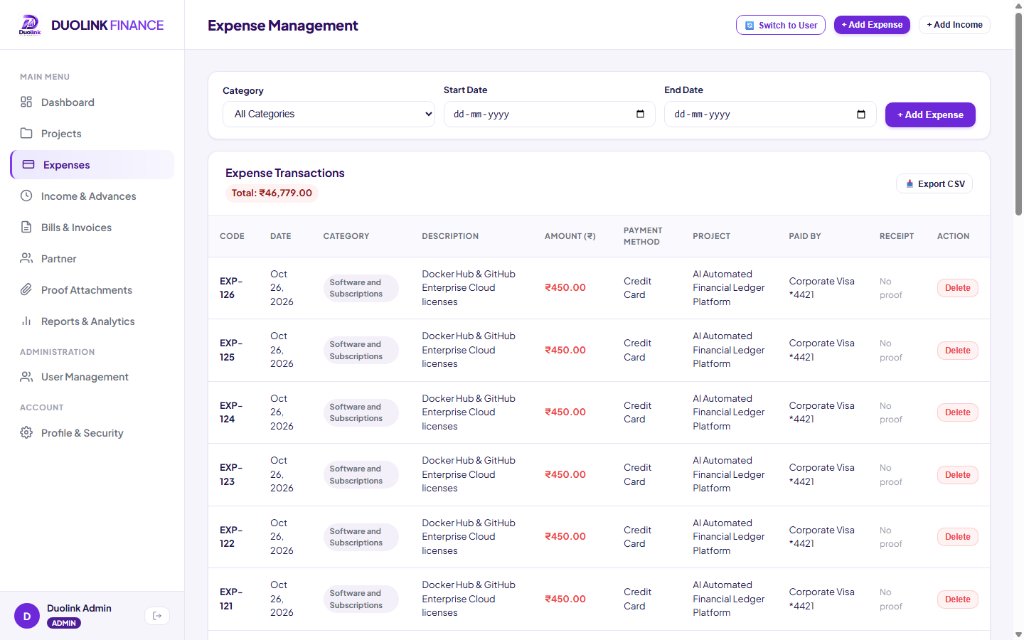 Duolink
DUOLINK FINANCE
Expense Management
Switch to User
+ Add Expense
+ Add Income
MAIN MENU
Dashboard
Projects
Expenses
Income & Advances
Bills & Invoices
Partner
Proof Attachments
Reports & Analytics
ADMINISTRATION
User Management
ACCOUNT
Profile & Security
D
Duolink Admin
ADMIN
Category
Start Date
End Date
All Categories
dd-mm-yyyy
dd-mm-yyyy
+ Add Expense
Expense Transactions
Total: ₹46,779.00
Export CSV
CODE DATE CATEGORY DESCRIPTION AMOUNT (₹) PAYMENT METHOD PROJECT PAID BY RECEIPT ACTION
EXP-126 Oct 26, 2026 Software and Subscriptions Docker Hub & GitHub Enterprise Cloud licenses ₹450.00 Credit Card AI Automated Financial Ledger Platform Corporate Visa *4421 No proof Delete
EXP-125 Oct 26, 2026 Software and Subscriptions Docker Hub & GitHub Enterprise Cloud licenses ₹450.00 Credit Card AI Automated Financial Ledger Platform Corporate Visa *4421 No proof Delete
EXP-124 Oct 26, 2026 Software and Subscriptions Docker Hub & GitHub Enterprise Cloud licenses ₹450.00 Credit Card AI Automated Financial Ledger Platform Corporate Visa *4421 No proof Delete
EXP-123 Oct 26, 2026 Software and Subscriptions Docker Hub & GitHub Enterprise Cloud licenses ₹450.00 Credit Card AI Automated Financial Ledger Platform Corporate Visa *4421 No proof Delete
EXP-122 Oct 26, 2026 Software and Subscriptions Docker Hub & GitHub Enterprise Cloud licenses ₹450.00 Credit Card AI Automated Financial Ledger Platform Corporate Visa *4421 No proof Delete
EXP-121 Oct 26, 2026 Software and Subscriptions Docker Hub & GitHub Enterprise Cloud licenses ₹450.00 Credit Card AI Automated Financial Ledger Platform Corporate Visa *4421 No proof Delete